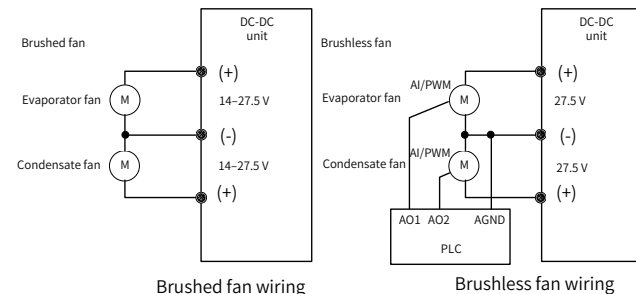 DC-DC
unit
Brushed fan
(+)
Evaporator fan
M
14–27.5 V
(-)
Condensate fan
M
14–27.5 V
(+)
Brushed fan wiring
DC-DC
unit
Brushless fan
(+)
AI/PWM
Evaporator fan
M
27.5 V
(-)
AI/PWM
Condensate fan
M
27.5 V
(+)
AO1 AO2 AGND
PLC
Brushless fan wiring